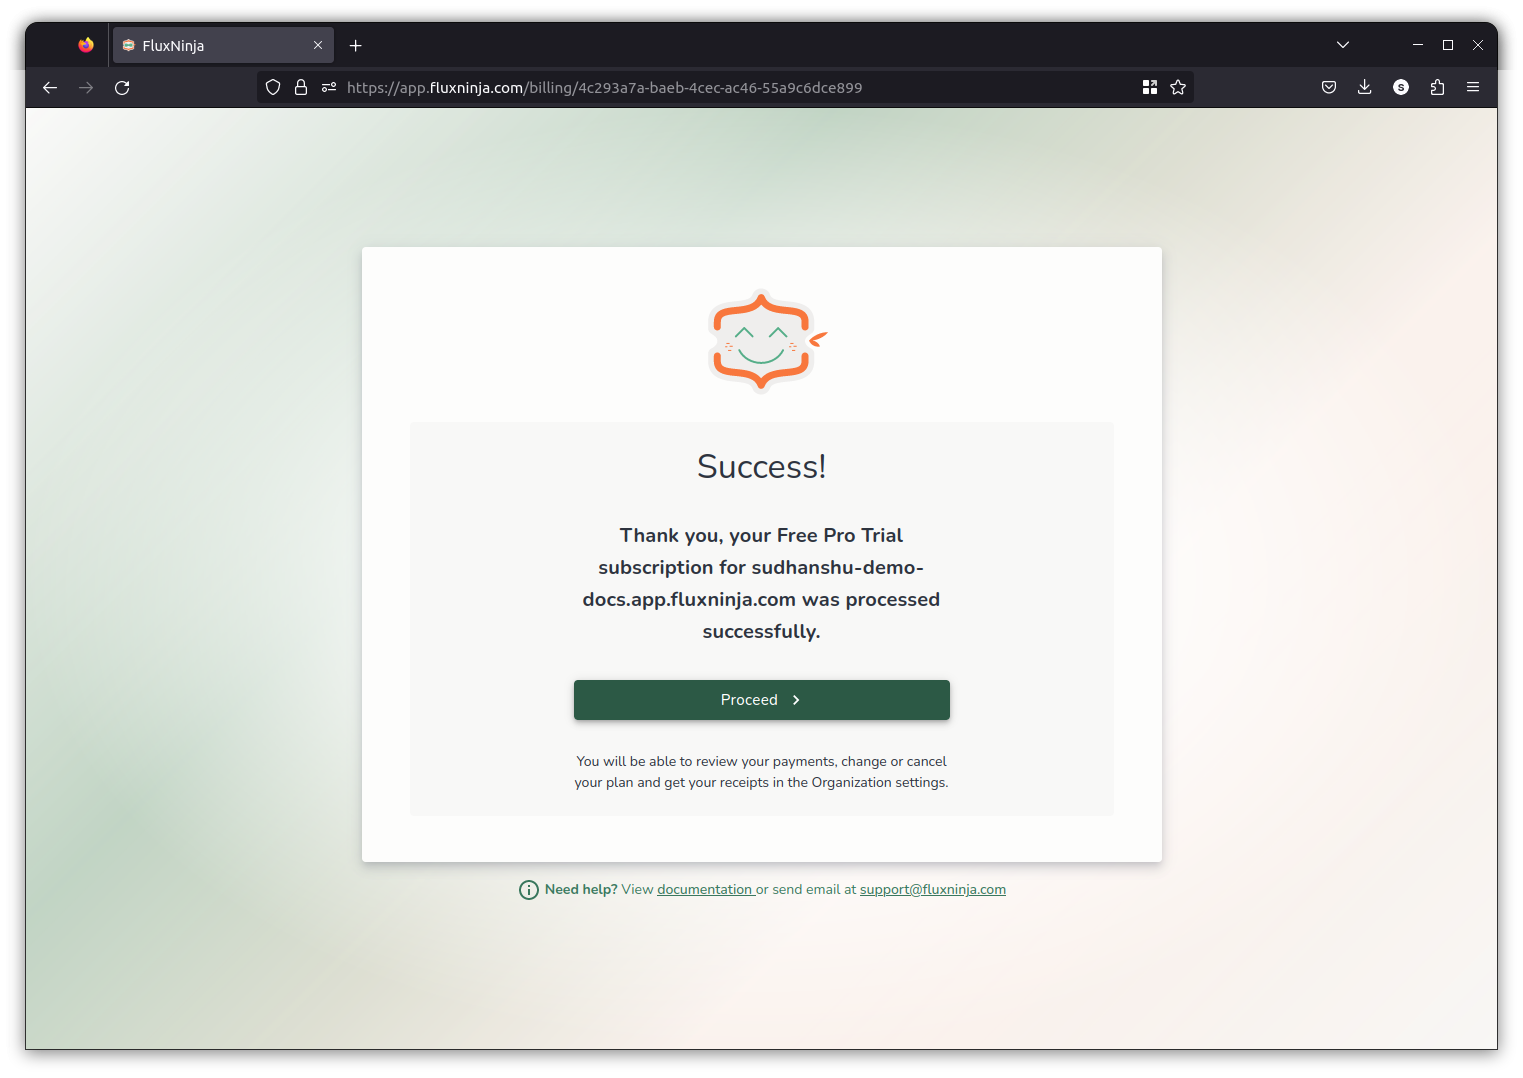 FluxNinja
https://app.fluxninja.com/billing/4c293a7a-baeb-4cec-ac46-55a9c6dce899
S
Success!
Thank you, your Free Pro Trial
subscription for sudhanshu-demo-
docs.app.fluxninja.com was processed
successfully.
Proceed
You will be able to review your payments, change or cancel
your plan and get your receipts in the Organization settings.
Need help? View documentation or send email at support@fluxninja.com